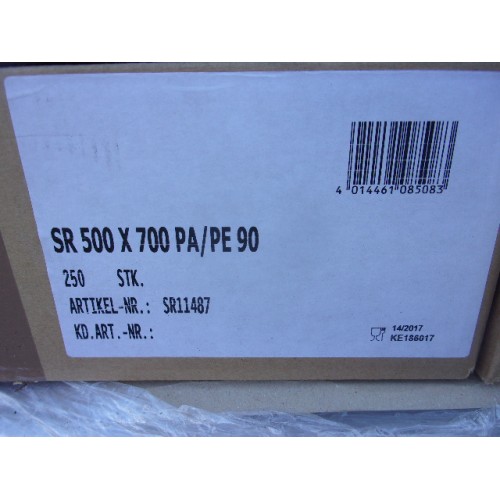 4 014461 085083
SR 500 X 700 PA/PE 90
250 STK.
ARTIKEL-NR.: SR11487
KD.ART.-NR.:
14/2017
KE186017